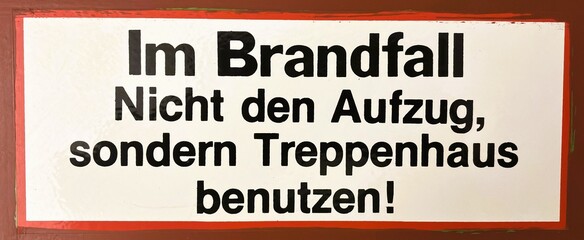 Im Brandfall
Nicht den Aufzug,
sondern Treppenhaus
benutzen!